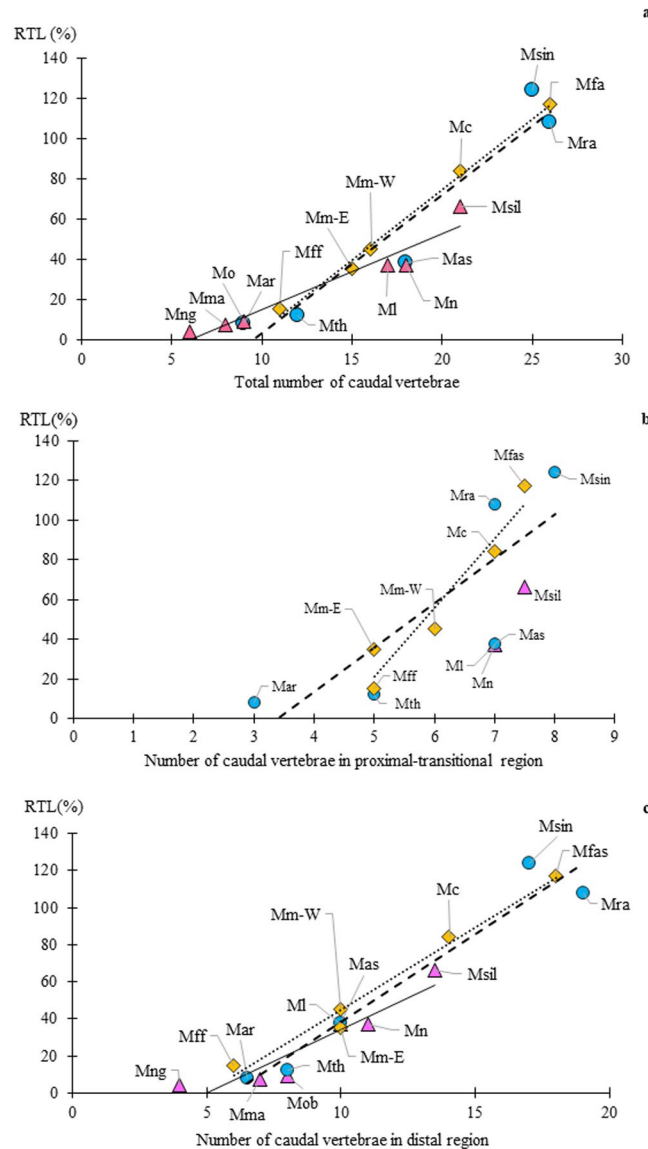 a
RTL (%)
140
120
100
80
60
40
20
0
Msin
Mfa
Mra
Mc
Msil
Mm-W
Mm-E
Mff
Mas
Mo
Mar
Mma
Mng
Mth
Ml
Mn
0 5 10 15 20 25 30
Total number of caudal vertebrae
b
RTL(%)
140
120
100
80
60
40
20
0
Mfas
Msin
Mra
Mc
Mm-W
Mm-E
Msil
Mas
Ml
Mn
Mff
Mar
Mth
0 1 2 3 4 5 6 7 8 9
Number of caudal vertebrae in proximal-transitional region
c
RTL(%)
140
120
100
80
60
40
20
0
Msin
Mfas
Mra
Mc
Mm-W
Mas
Msil
Ml
Mff
Mar
Mn
Mng
Mth
Mm-E
Mma
Mob
0 5 10 15 20
Number of caudal vertebrae in distal region